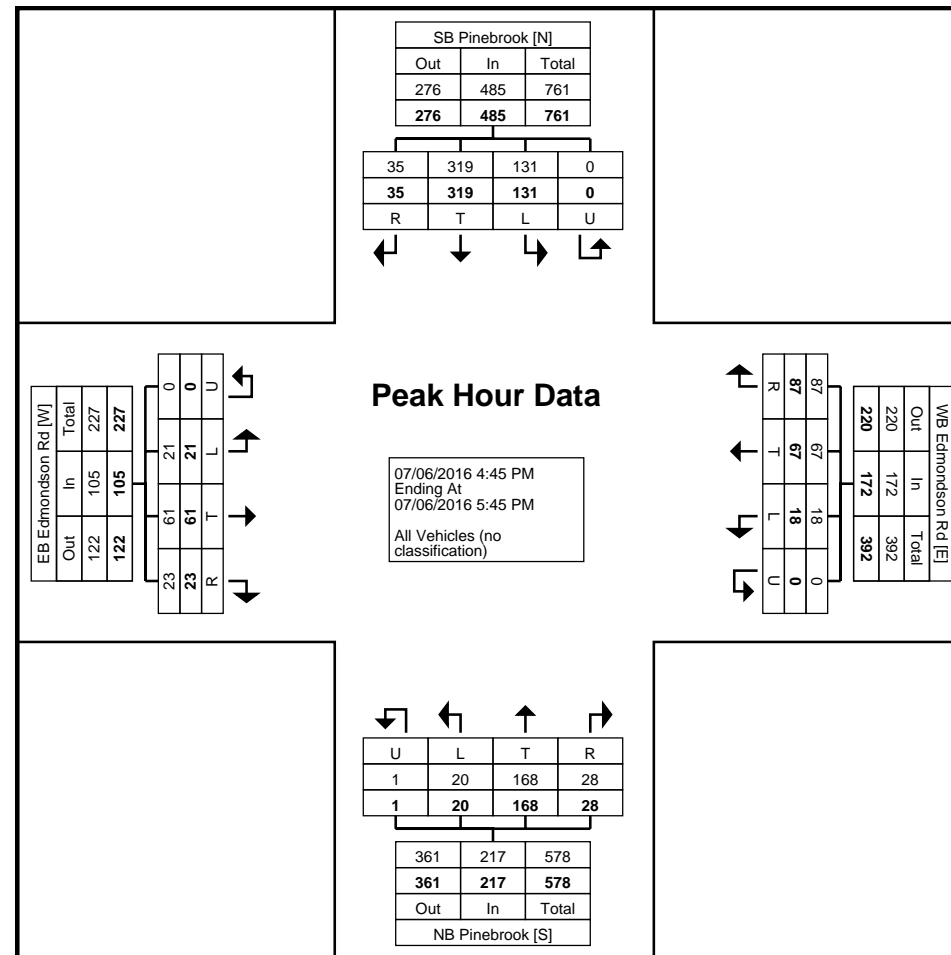 SB Pinebrook [N]
Out In Total
276 485 761
276 485 761
35 319 131 0
35 319 131 0
R T L U
Peak Hour Data
07/06/2016 4:45 PM
Ending At
07/06/2016 5:45 PM
All Vehicles (no
classification)
EB Edmondson Rd [W]
Total In Out
227 105 122
227 105 122
0 21 61 23
0 21 61 23
U L T R
WB Edmondson Rd [E]
Out In Total
220 172 392
220 172 392
87 67 18 0
87 67 18 0
R T L U
U L T R
1 20 168 28
1 20 168 28
361 217 578
361 217 578
Out In Total
NB Pinebrook [S]